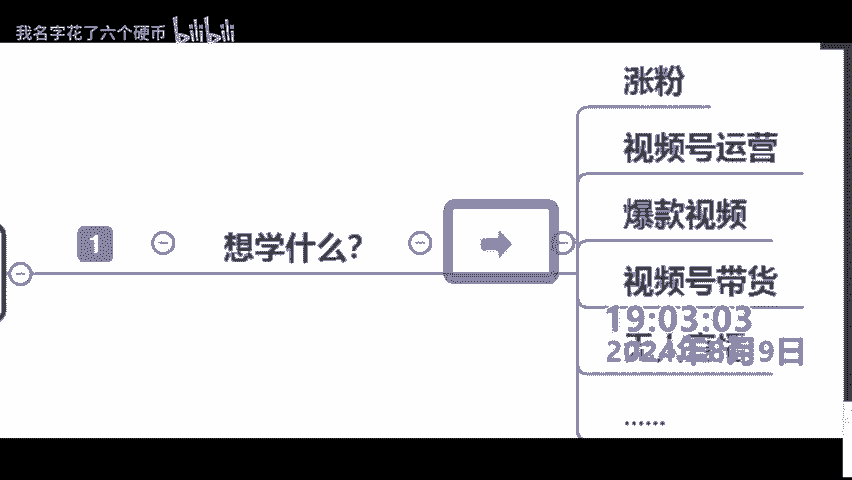 我名字花了六个硬币 bilibili
涨粉
视频号运营
爆款视频
1 想学什么?
视频号带货
19:03:03
2024年8月9日
......